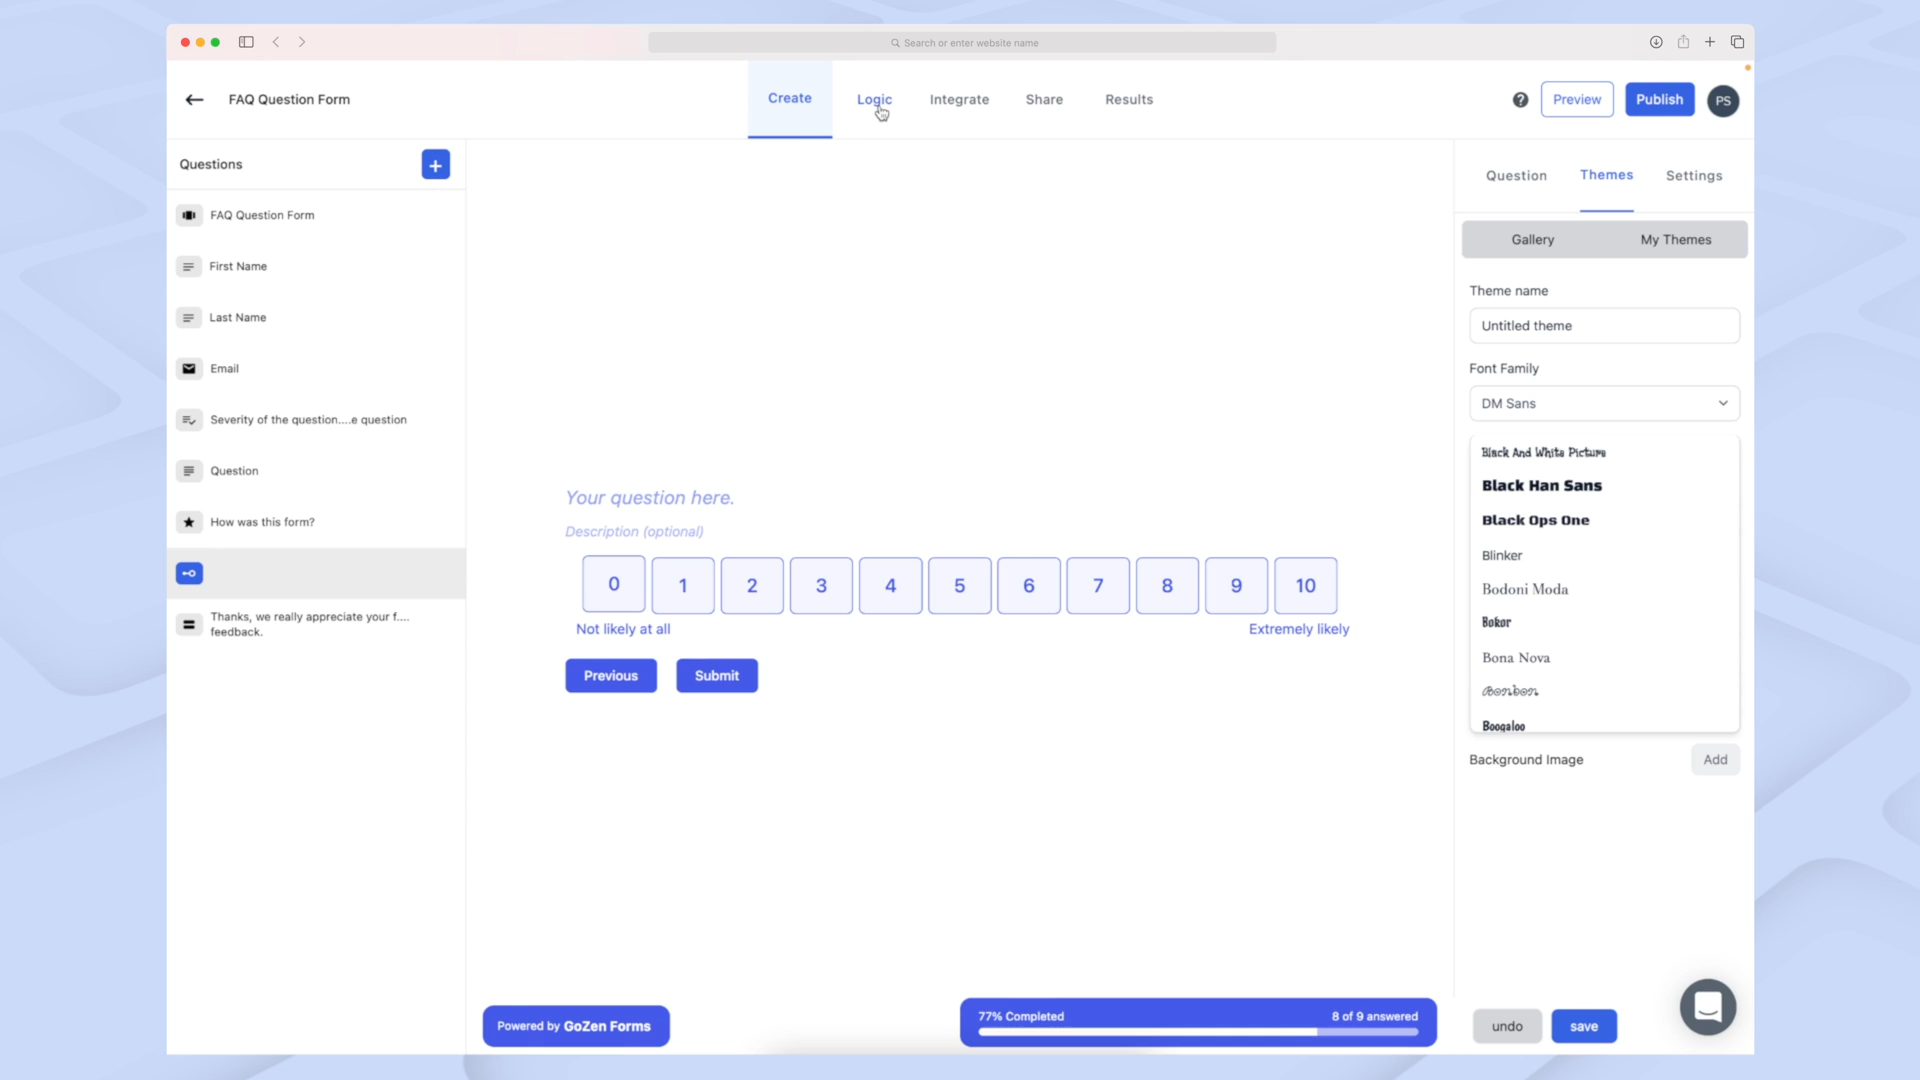 Search or enter website name
FAQ Question Form
Create
Logic
Integrate
Share
Results
Preview
Publish
PS
Questions
FAQ Question Form
First Name
Last Name
Email
Severity of the question....e question
Question
How was this form?
Thanks, we really appreciate your f....
feedback.
Your question here.
Description (optional)
0 1 2 3 4 5 6 7 8 9 10
Not likely at all
Extremely likely
Previous
Submit
Powered by GoZen Forms
77% Completed
8 of 9 answered
Question
Themes
Settings
Gallery
My Themes
Theme name
Untitled theme
Font Family
DM Sans
Black And White Picture
Black Han Sans
Black Ops One
Blinker
Bodoni Moda
Bokor
Bona Nova
Bonbon
Boogaloo
Background Image
Add
undo
save